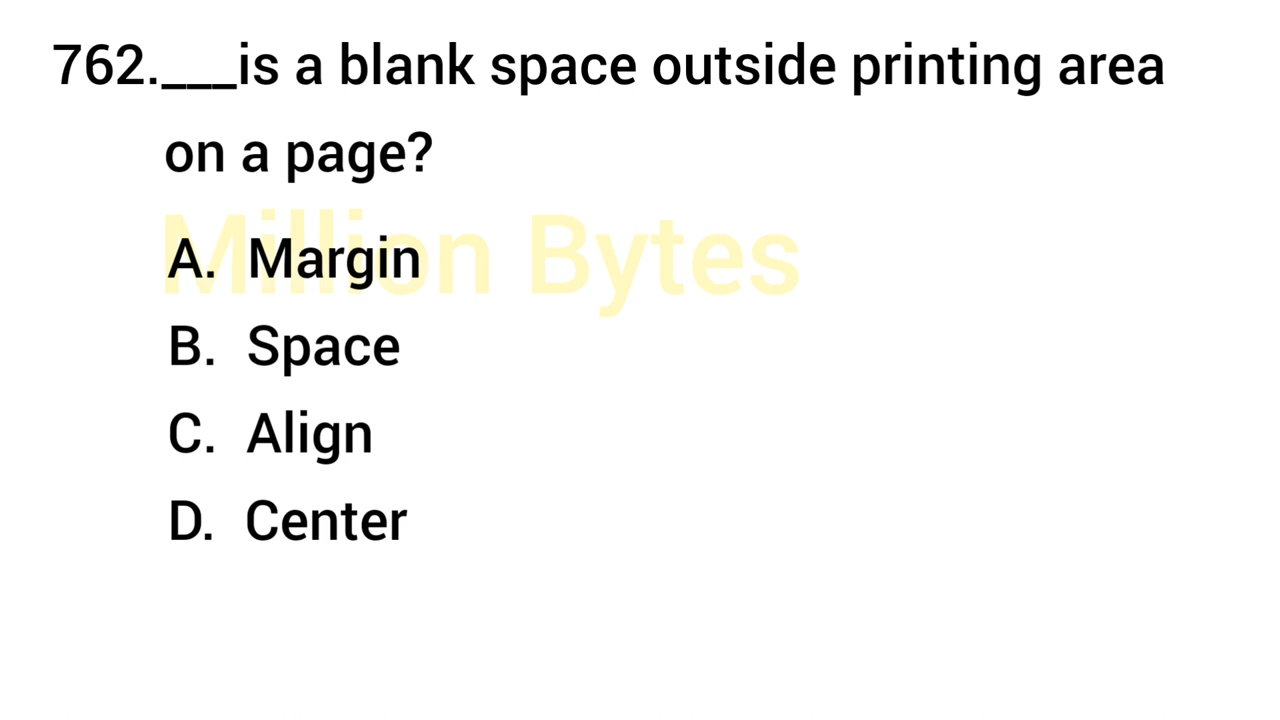 762.___is a blank space outside printing area
on a page?
Million Bytes
A. Margin
B. Space
C. Align
D. Center